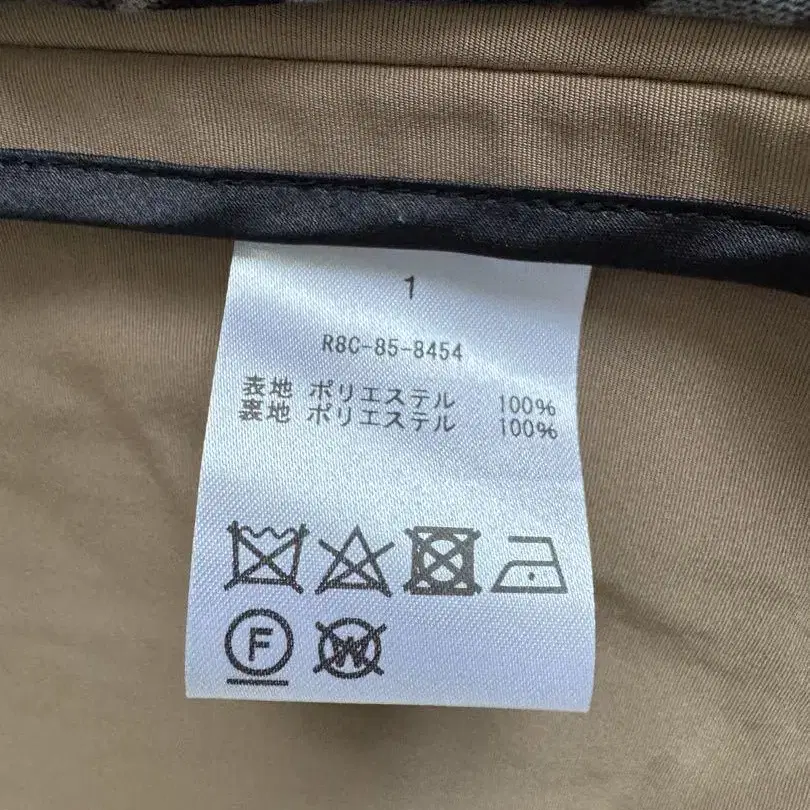 1
R8C-85-8454
表地 ポリエステル 100%
裏地 ポリエステル 100%
F
W